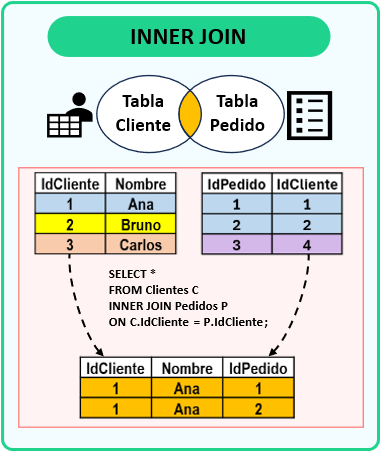 INNER JOIN
Tabla Cliente
Tabla Pedido
IdCliente Nombre
1 Ana
2 Bruno
3 Carlos
IdPedido IdCliente
1 1
2 2
3 4
SELECT *
FROM Clientes C
INNER JOIN Pedidos P
ON C.IdCliente = P.IdCliente;
IdCliente Nombre IdPedido
1 Ana 1
1 Ana 2